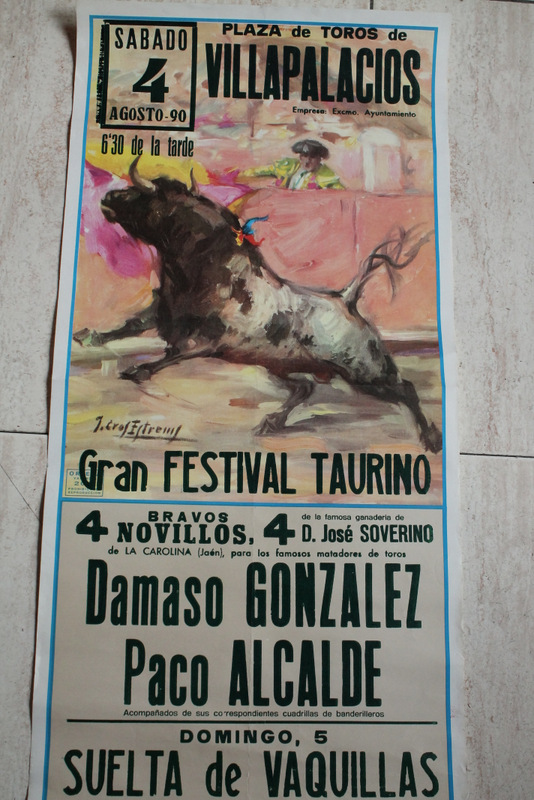 SABADO
4
AGOSTO-90
PLAZA de TOROS de
VILLAPALACIOS
Empresa: Excmo. Ayuntamiento
6'30 de la tarde
J. Cros Estrems
Gran FESTIVAL TAURINO
4 BRAVOS NOVILLOS, 4 de la famosa ganadería de D. José SOVERINO
de LA CAROLINA (Jaén), para los famosos matadores de toros
Damaso GONZALEZ
Paco ALCALDE
Acompañados de sus correspondientes cuadrillas de banderilleros
DOMINGO, 5
SUELTA de VAQUILLAS